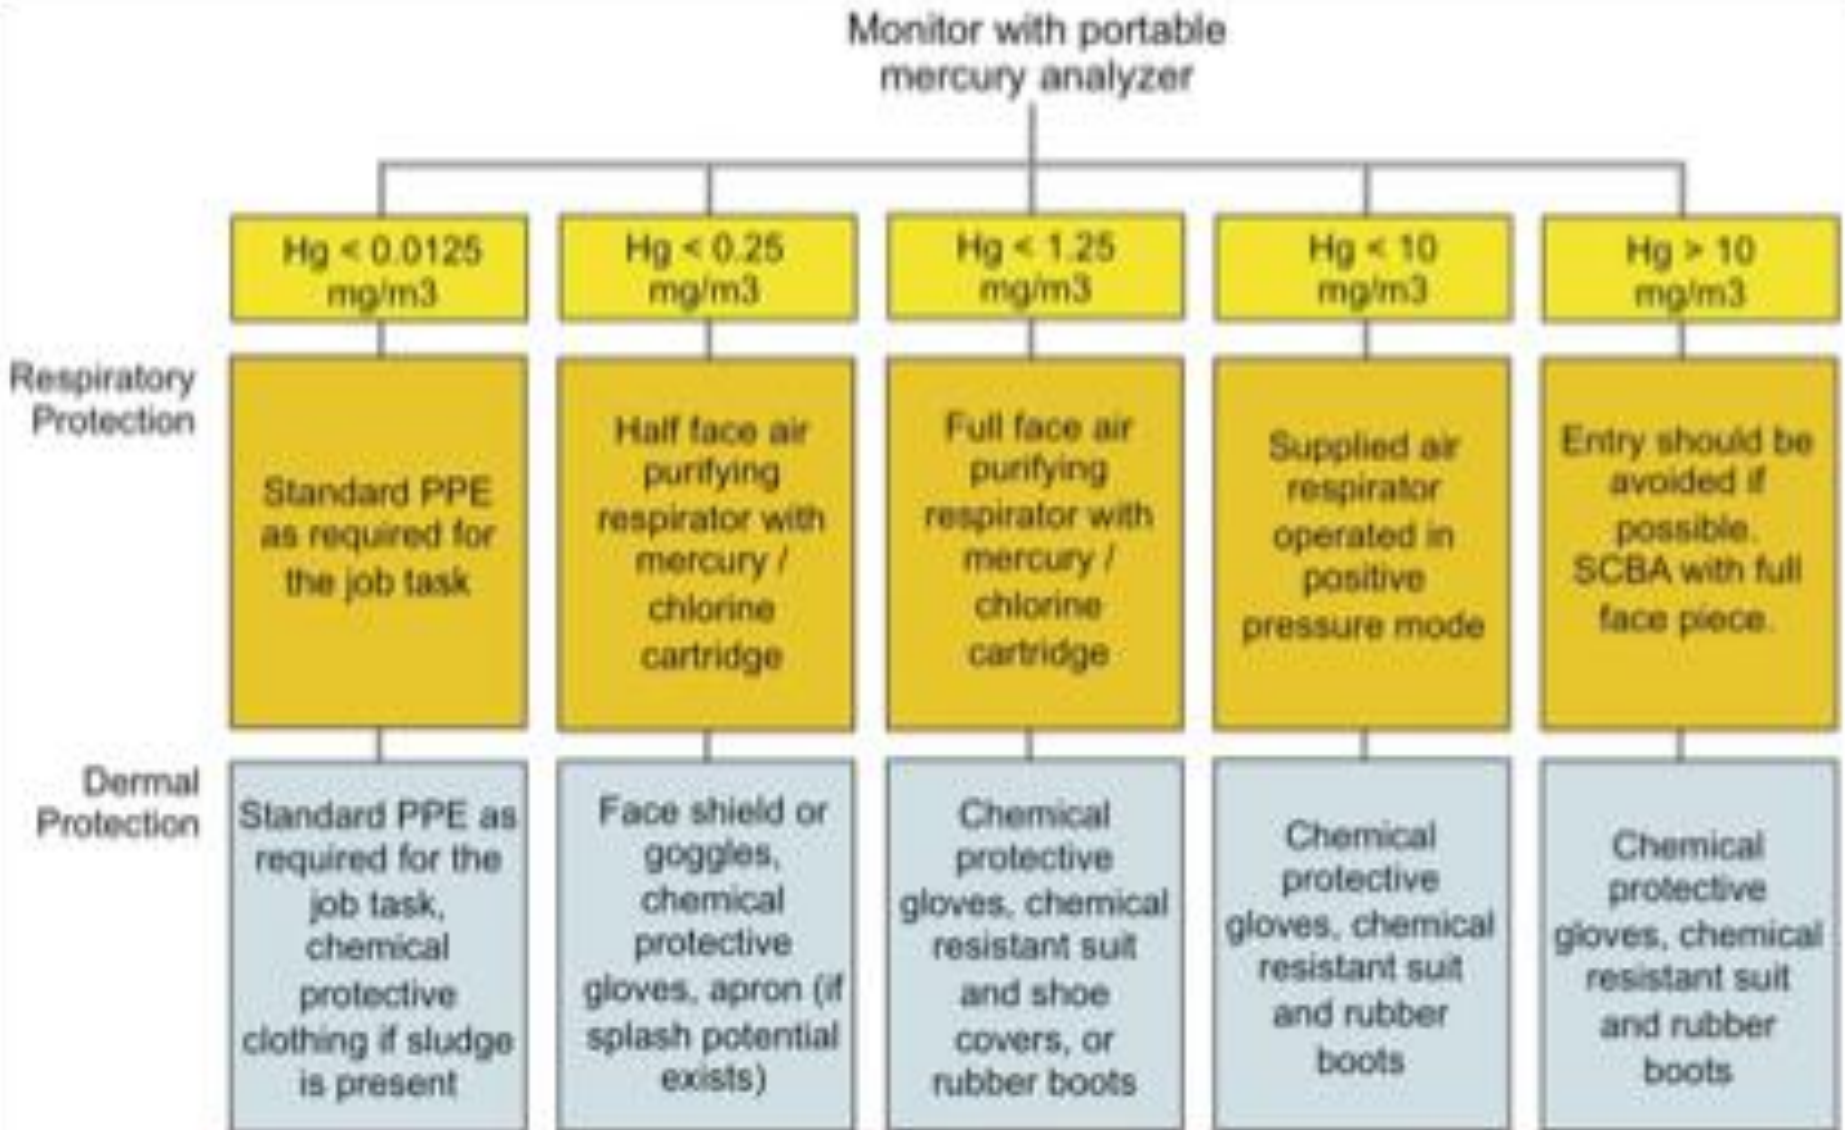 Monitor with portable
mercury analyzer
Hg < 0.0125
mg/m3
Hg < 0.25
mg/m3
Hg < 1.25
mg/m3
Hg < 10
mg/m3
Hg > 10
mg/m3
Respiratory
Protection
Standard PPE
as required for
the job task
Half face air
purifying
respirator with
mercury /
chlorine
cartridge
Full face air
purifying
respirator with
mercury /
chlorine
cartridge
Supplied air
respirator
operated in
positive
pressure mode
Entry should be
avoided if
possible.
SCBA with full
face piece.
Dermal
Protection
Standard PPE as
required for the
job task,
chemical
protective
clothing if sludge
is present
Face shield or
goggles,
chemical
protective
gloves, apron (if
splash potential
exists)
Chemical
protective
gloves, chemical
resistant suit
and shoe
covers, or
rubber boots
Chemical
protective
gloves, chemical
resistant suit
and rubber
boots
Chemical
protective
gloves, chemical
resistant suit
and rubber
boots